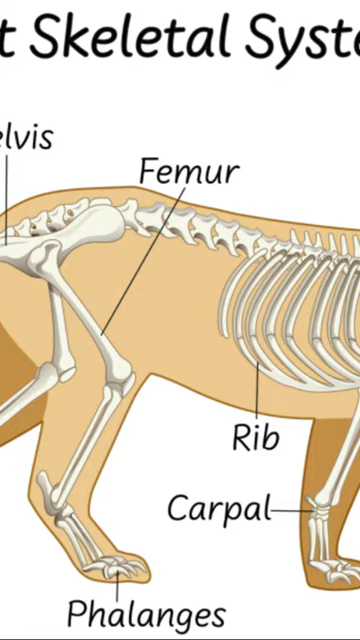 t Skeletal Syste
elvis
Femur
Rib
Carpal
Phalanges